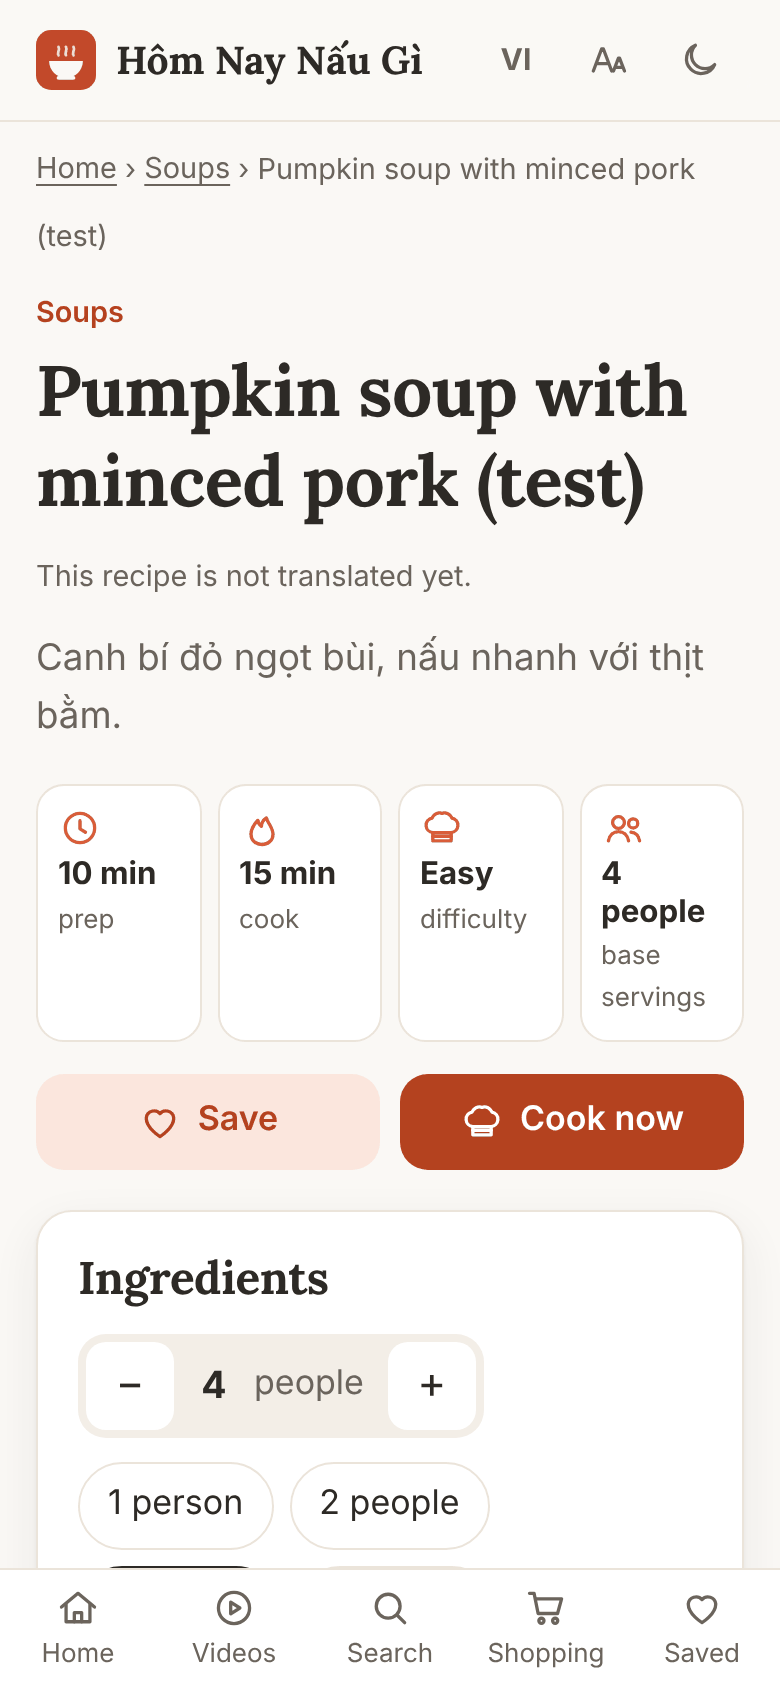 Hôm Nay Nấu Gì
VI
AA
Home › Soups › Pumpkin soup with minced pork
(test)
Soups
Pumpkin soup with
minced pork (test)
This recipe is not translated yet.
Canh bí đỏ ngọt bùi, nấu nhanh với thịt
bằm.
10 min
prep
15 min
cook
Easy
difficulty
4
people
base
servings
Save
Cook now
Ingredients
− 4 people +
1 person
2 people
Home
Videos
Search
Shopping
Saved